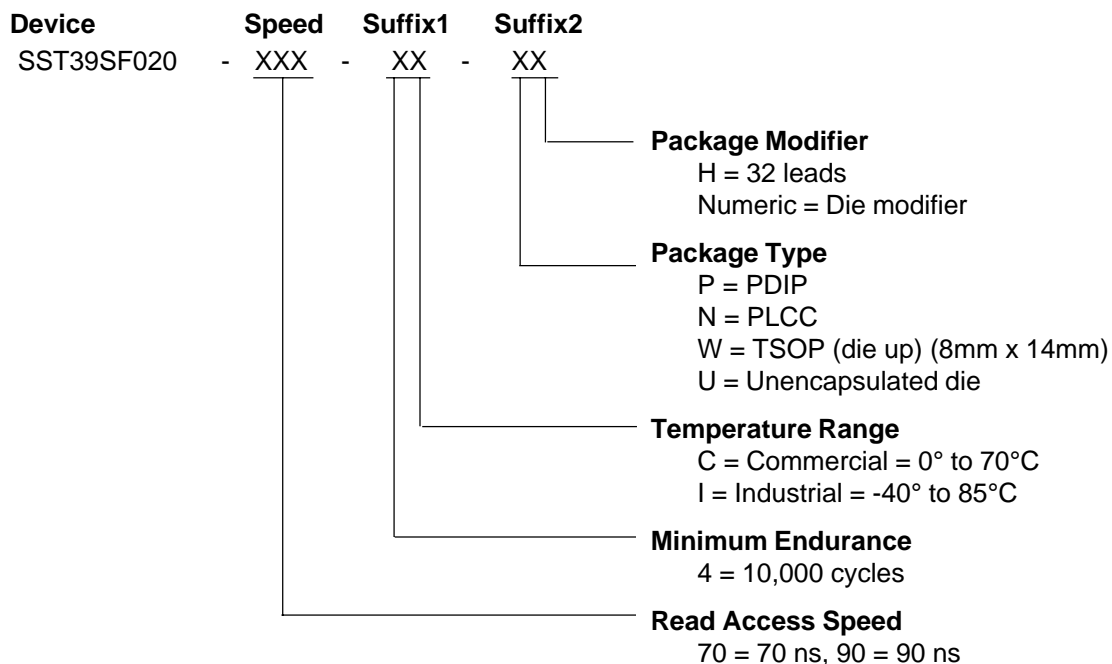 Device Speed Suffix1 Suffix2
SST39SF020 - XXX - XX - XX
Package Modifier
H = 32 leads
Numeric = Die modifier
Package Type
P = PDIP
N = PLCC
W = TSOP (die up) (8mm x 14mm)
U = Unencapsulated die
Temperature Range
C = Commercial = 0° to 70°C
I = Industrial = -40° to 85°C
Minimum Endurance
4 = 10,000 cycles
Read Access Speed
70 = 70 ns, 90 = 90 ns